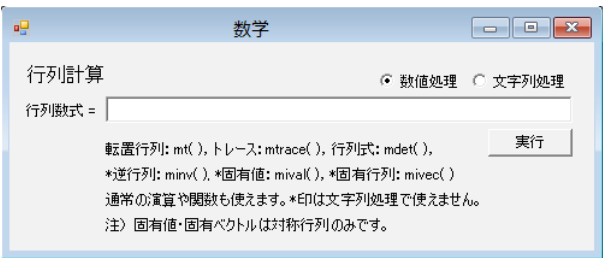 数学
行列計算
数値処理 文字列処理
行列数式 =
実行
転置行列: mt( ), トレース: mtrace( ), 行列式: mdet( ),
*逆行列: minv( ), *固有値: mival( ), *固有行列: mivec( )
通常の演算や関数も使えます。*印は文字列処理で使えません。
注） 固有値・固有ベクトルは対称行列のみです。